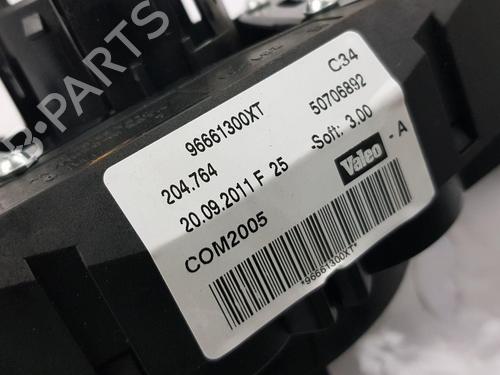 B-PARTS
C34
96661300XT 50706892
204.764 -Soft: 3.00
20.09.2011 F 25 Valeo - A
COM2005
*96661300XT*